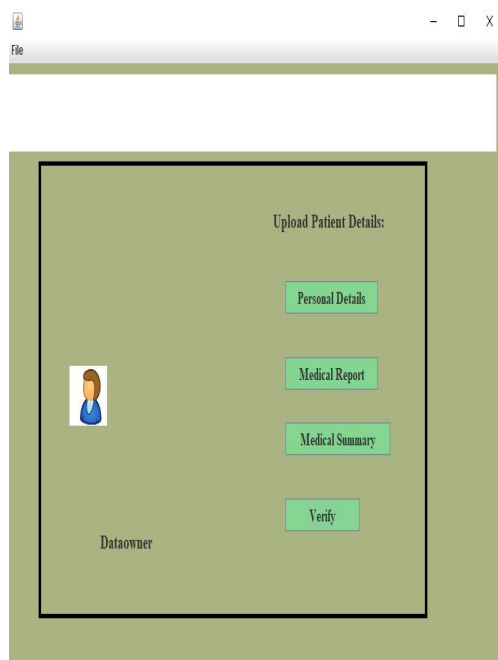 File
Upload Patient Details:
Personal Details
Medical Report
Medical Summary
Verify
Dataowner